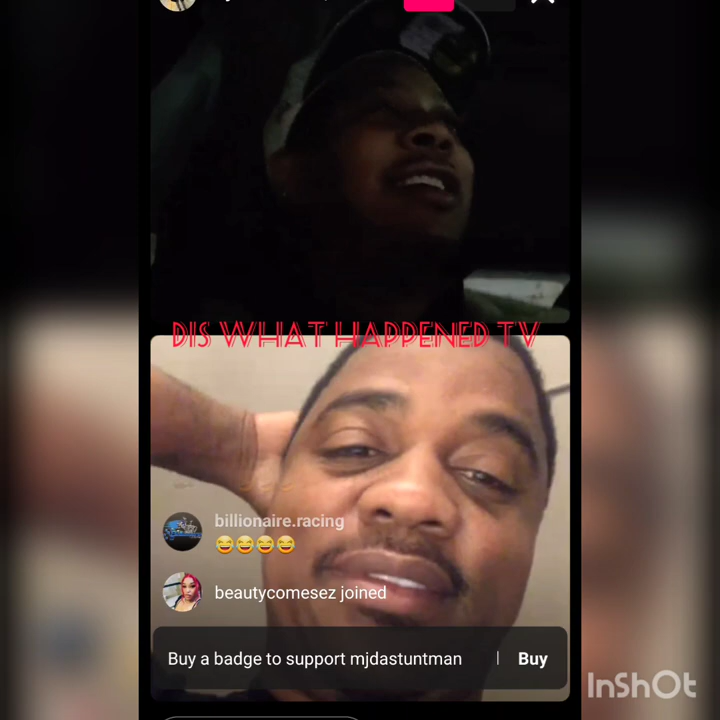 DIS WHAT HAPPENED TV
billionaire.racing
😂😂😂😂
beautycomesez joined
Buy a badge to support mjdastuntman | Buy
InShOt